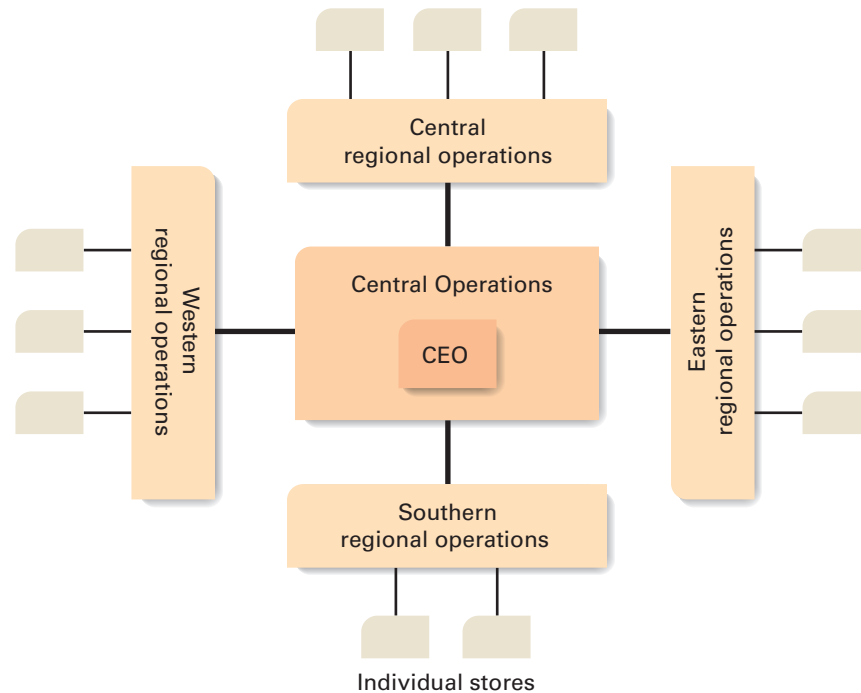 Central
regional operations
Western
regional operations
Central Operations
CEO
Eastern
regional operations
Southern
regional operations
Individual stores